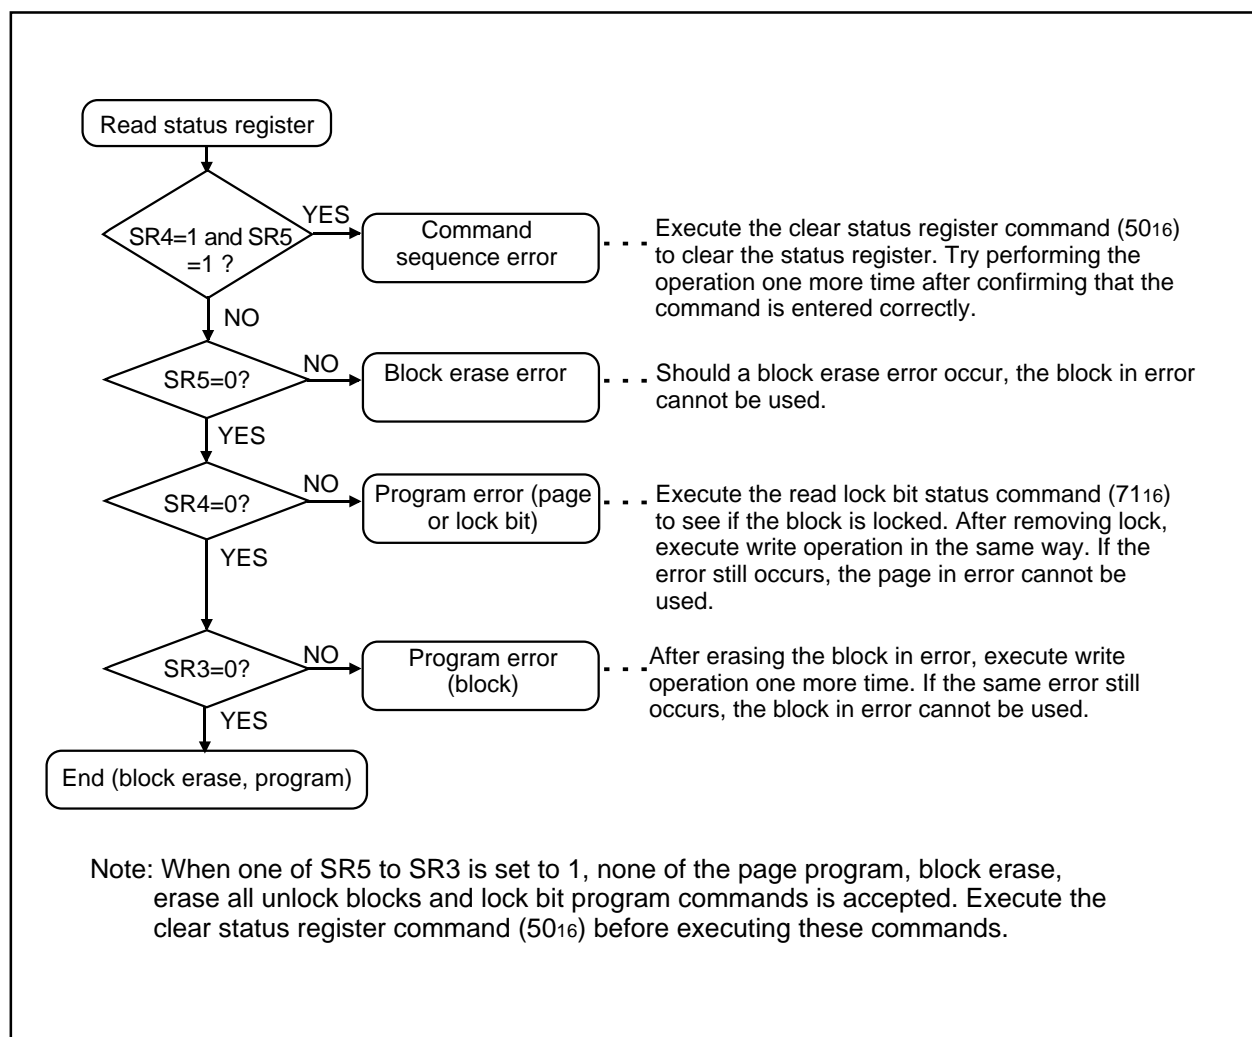 Read status register
SR4=1 and SR5
=1 ?
YES
Command
sequence error
Execute the clear status register command (5016)
to clear the status register. Try performing the
operation one more time after confirming that the
command is entered correctly.
NO
SR5=0?
NO
Block erase error
Should a block erase error occur, the block in error
cannot be used.
YES
SR4=0?
NO
Program error (page
or lock bit)
Execute the read lock bit status command (7116)
to see if the block is locked. After removing lock,
execute write operation in the same way. If the
error still occurs, the page in error cannot be
used.
YES
SR3=0?
NO
Program error
(block)
After erasing the block in error, execute write
operation one more time. If the same error still
occurs, the block in error cannot be used.
YES
End (block erase, program)
Note: When one of SR5 to SR3 is set to 1, none of the page program, block erase,
erase all unlock blocks and lock bit program commands is accepted. Execute the
clear status register command (5016) before executing these commands.